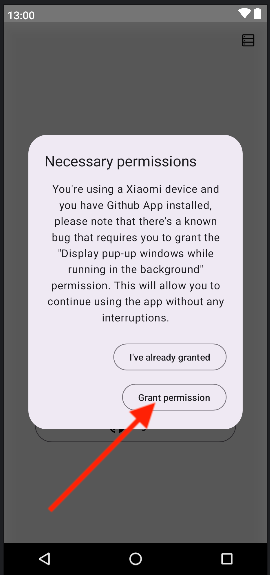 13:00
Necessary permissions
You're using a Xiaomi device and
you have Github App installed,
please note that there's a known
bug that requires you to grant the
"Display pup-up windows while
running in the background"
permission. This will allow you to
continue using the app without any
interruptions.
I've already granted
Grant permission